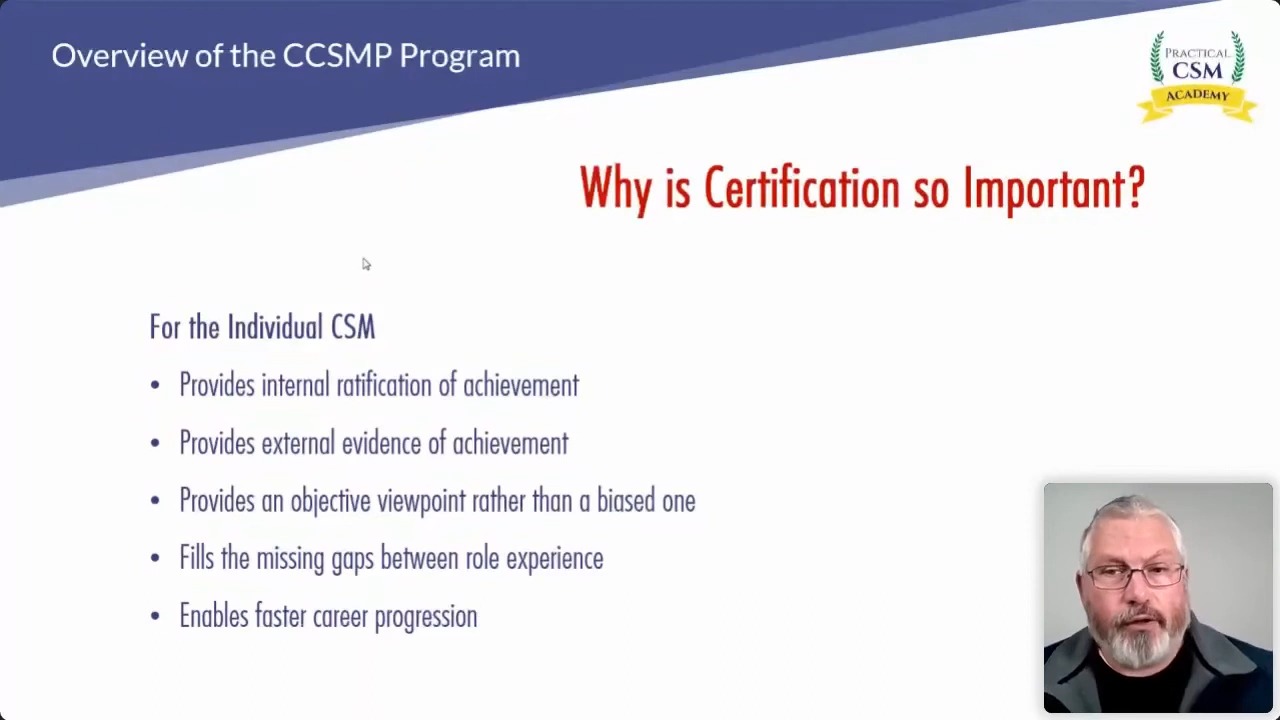 Overview of the CCSMP Program
PRACTICAL
CSM
ACADEMY
Why is Certification so Important?
For the Individual CSM
• Provides internal ratification of achievement
• Provides external evidence of achievement
• Provides an objective viewpoint rather than a biased one
• Fills the missing gaps between role experience
• Enables faster career progression